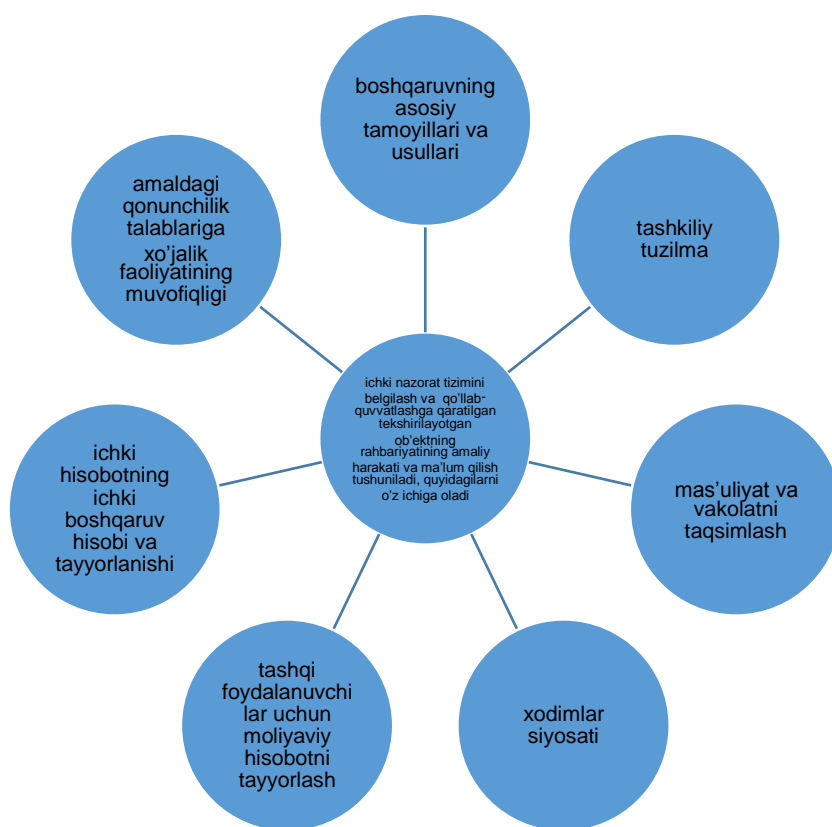 boshqaruvning
asosiy
tamoyillari va
usullari
amaldagi
qonunchilik
talablariga
xo’jalik
faoliyatining
muvofiqligi
tashkiliy
tuzilma
ichki nazorat tizimini
belgilash va qo’llab-
quvvatlashga qaratilgan
tekshirilayotgan
ob’ektning
rahbariyatining amaliy
harakati va ma’lum qilish
tushuniladi, quyidagilarni
o’z ichiga oladi
ichki
hisobotning
ichki
boshqaruv
hisobi va
tayyorlanishi
mas’uliyat va
vakolatni
taqsimlash
tashqi
foydalanuvchi
lar uchun
moliyaviy
hisobotni
tayyorlash
xodimlar
siyosati